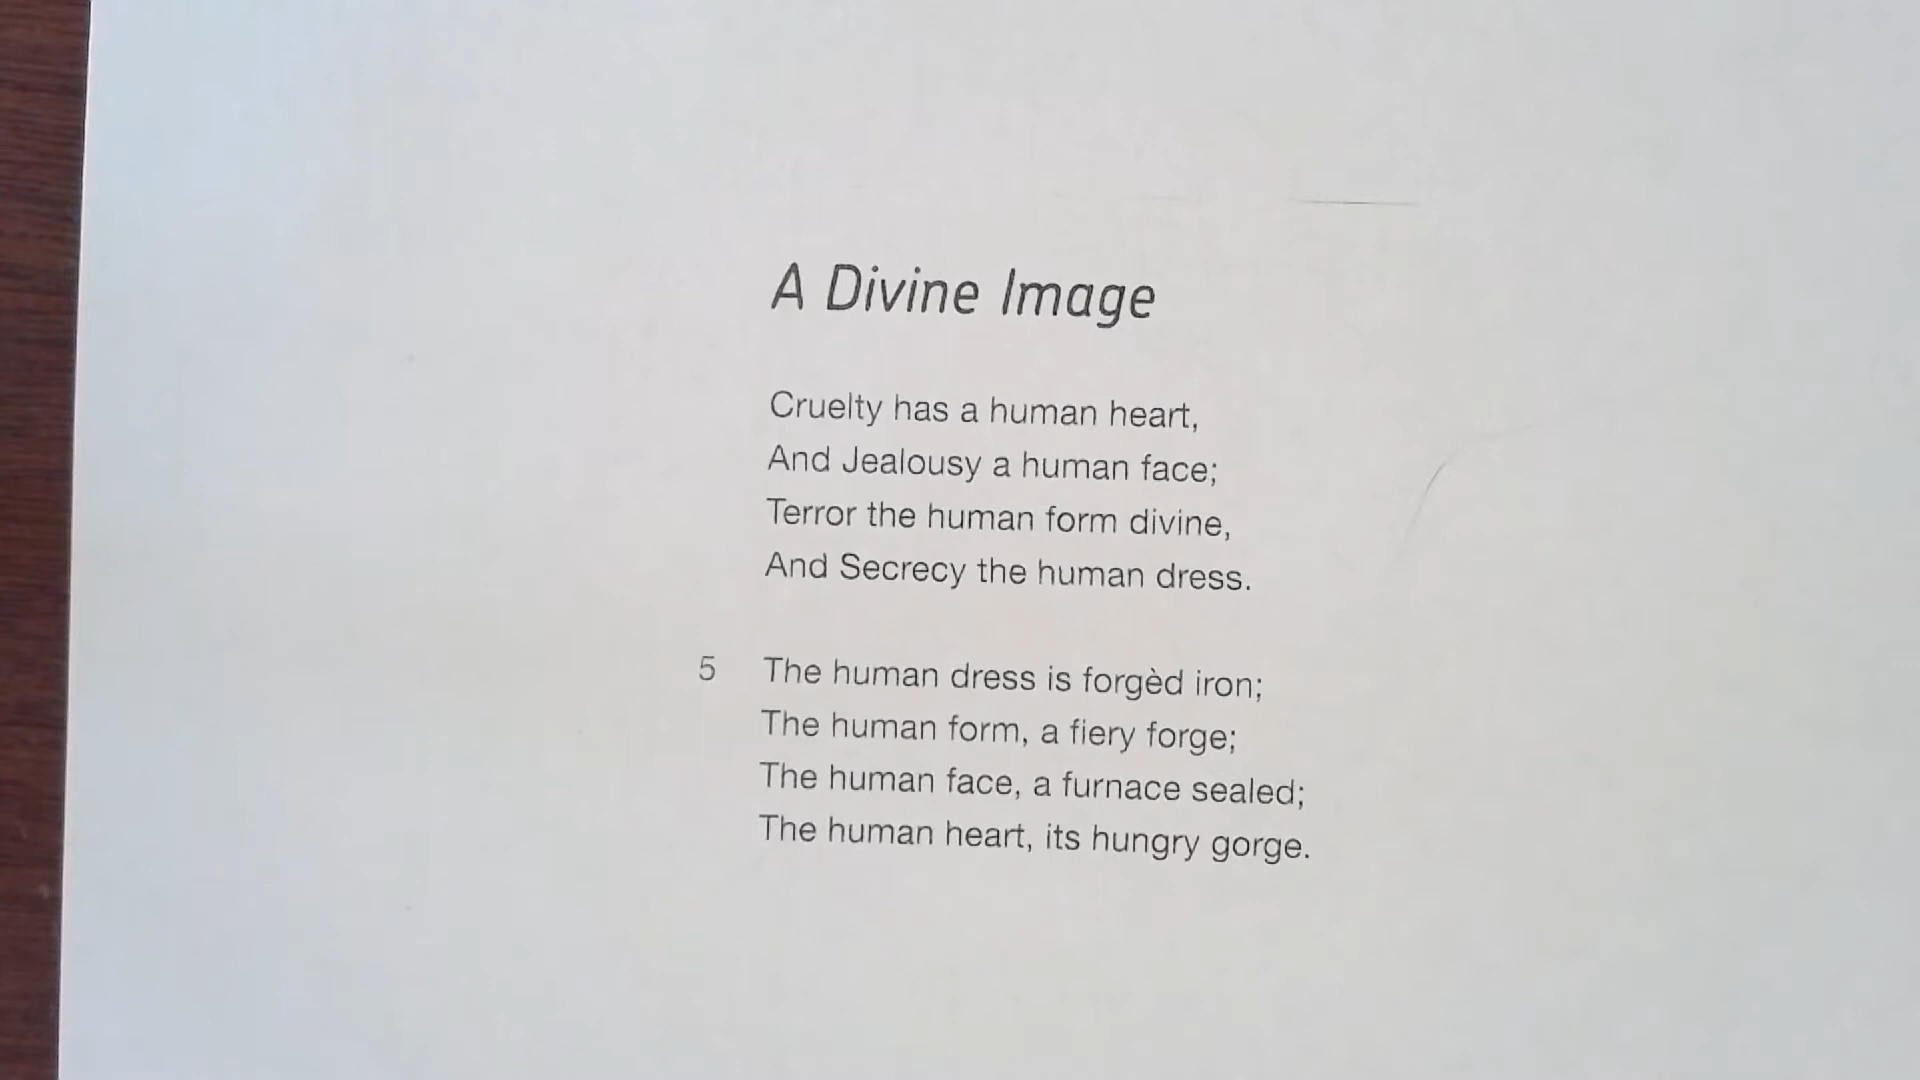 A Divine Image
Cruelty has a human heart,
And Jealousy a human face;
Terror the human form divine,
And Secrecy the human dress.
5 The human dress is forgèd iron;
The human form, a fiery forge;
The human face, a furnace sealed;
The human heart, its hungry gorge.